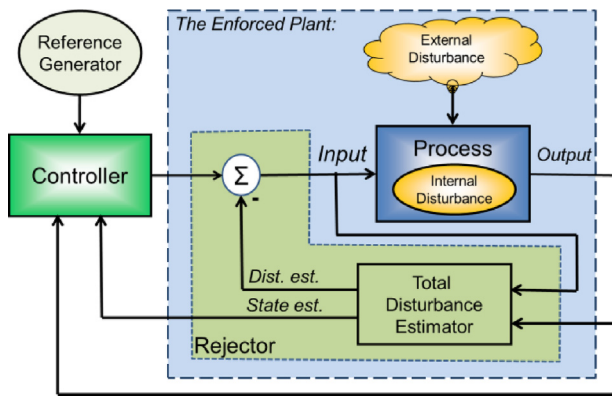 Reference
Generator
The Enforced Plant:
External
Disturbance
Controller
Σ
-
Input
Process
Internal
Disturbance
Output
Dist. est.
State est.
Total
Disturbance
Estimator
Rejector